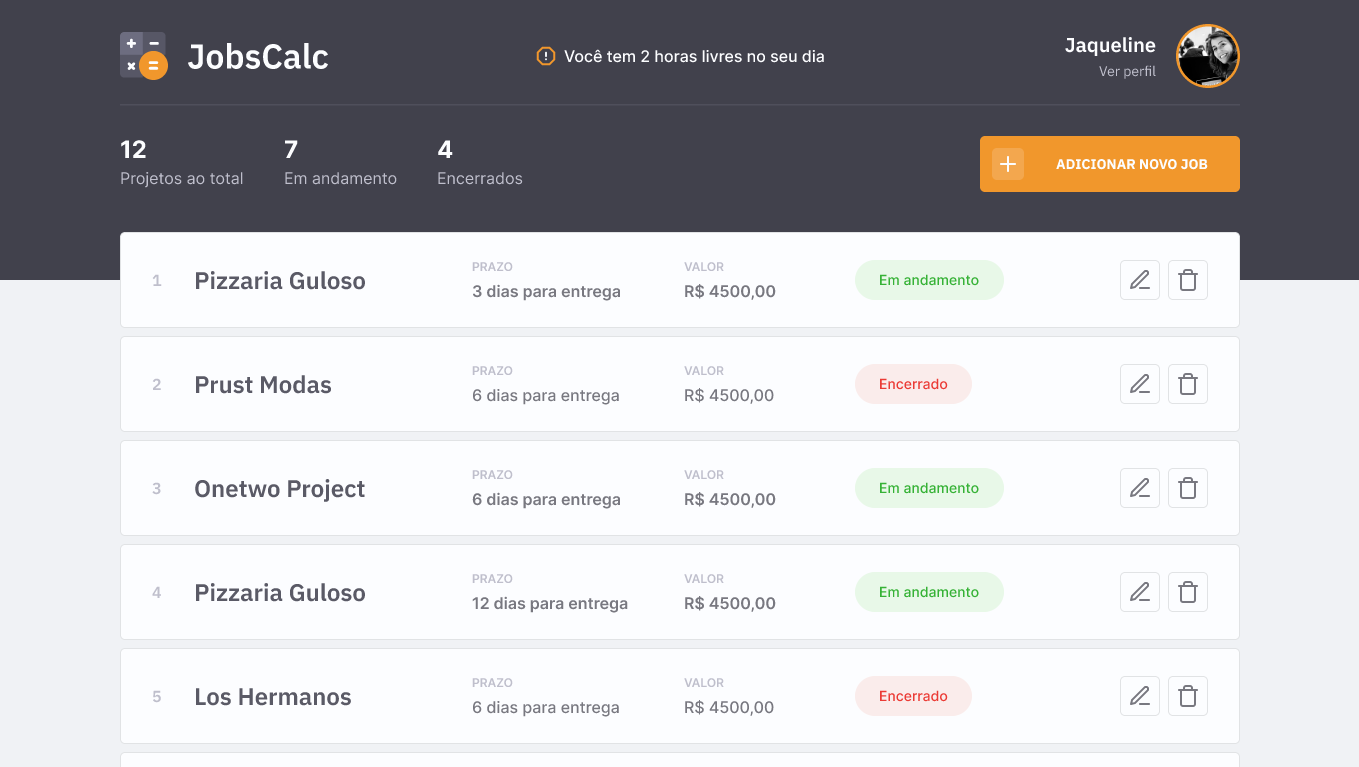 JobsCalc
Você tem 2 horas livres no seu dia
Jaqueline
Ver perfil
12
Projetos ao total
7
Em andamento
4
Encerrados
ADICIONAR NOVO JOB
1
Pizzaria Guloso
PRAZO
3 dias para entrega
VALOR
R$ 4500,00
Em andamento
2
Prust Modas
PRAZO
6 dias para entrega
VALOR
R$ 4500,00
Encerrado
3
Onetwo Project
PRAZO
6 dias para entrega
VALOR
R$ 4500,00
Em andamento
4
Pizzaria Guloso
PRAZO
12 dias para entrega
VALOR
R$ 4500,00
Em andamento
5
Los Hermanos
PRAZO
6 dias para entrega
VALOR
R$ 4500,00
Encerrado